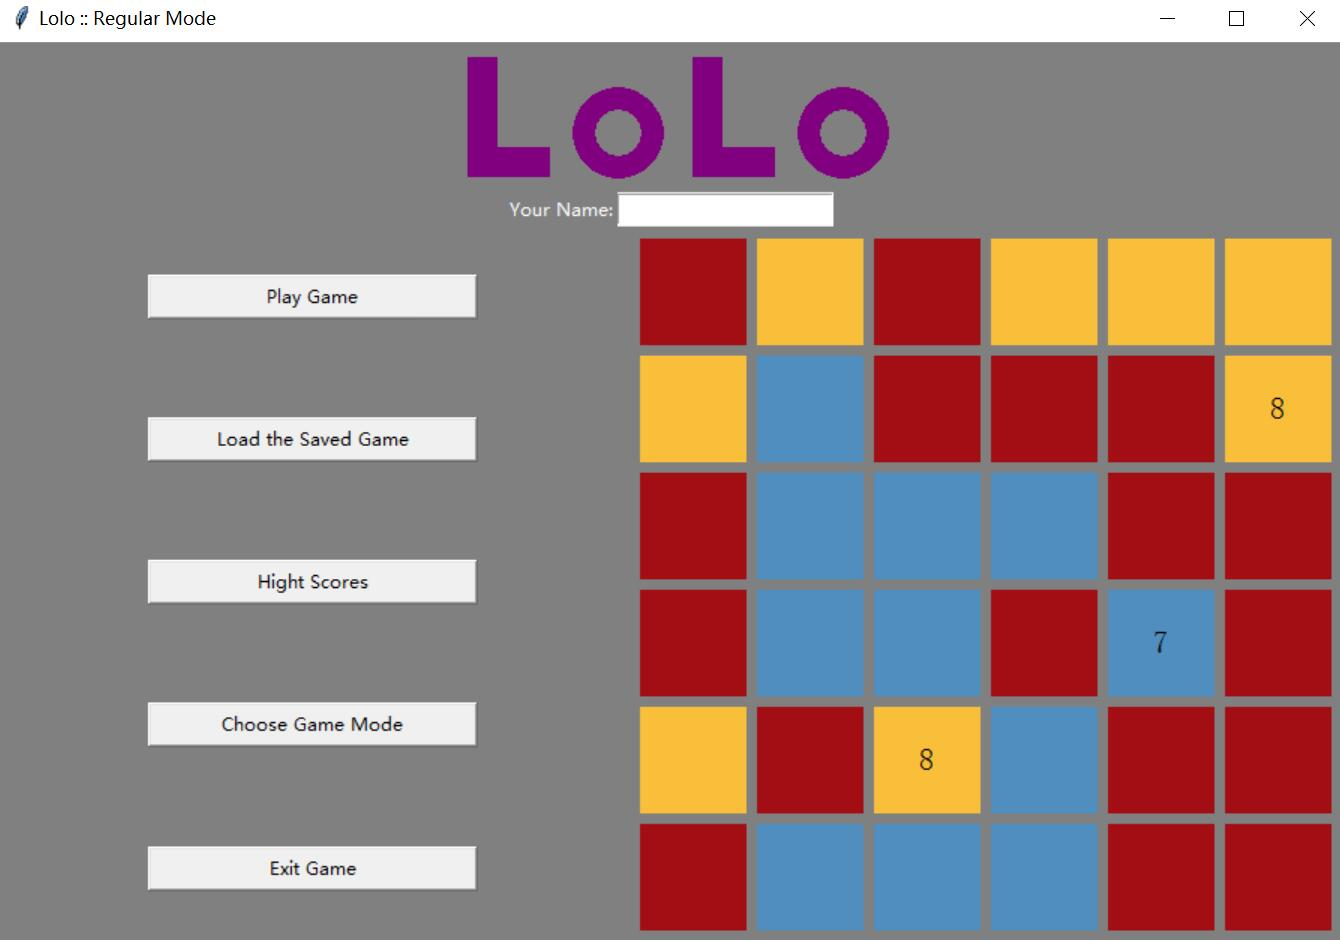 Lolo :: Regular Mode
LoLo
Your Name:
Play Game
Load the Saved Game
8
Hight Scores
7
Choose Game Mode
8
Exit Game